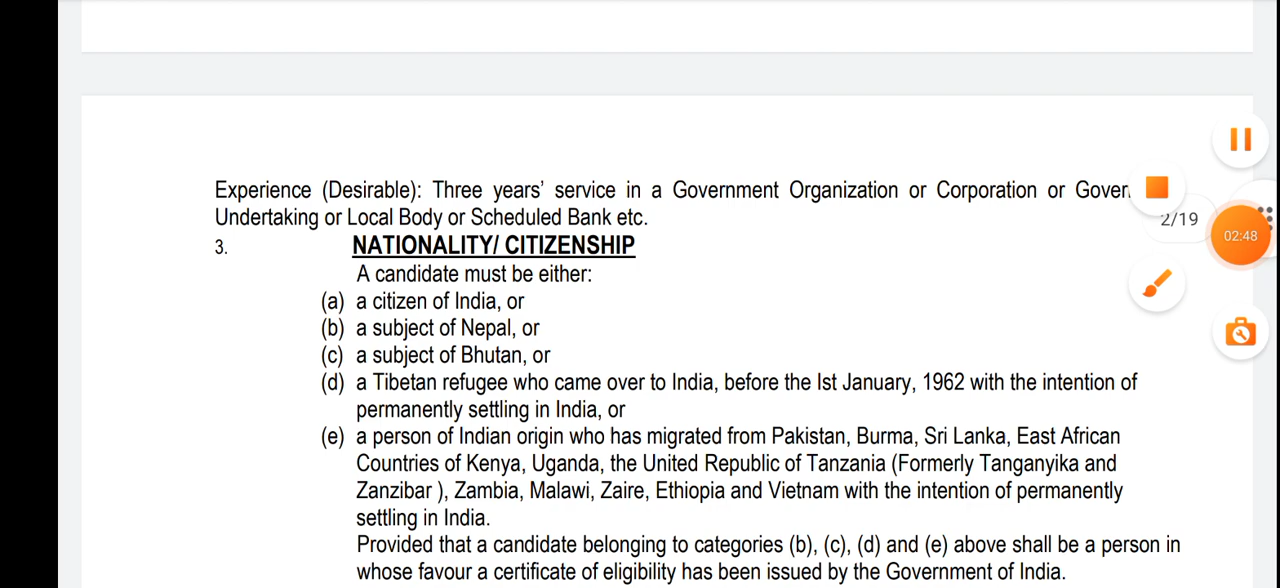 Experience (Desirable): Three years' service in a Government Organization or Corporation or
Undertaking or Local Body or Scheduled Bank etc.
3. NATIONALITY/ CITIZENSHIP
A candidate must be either:
(a) a citizen of India, or
(b) a subject of Nepal, or
(c) a subject of Bhutan, or
(d) a Tibetan refugee who came over to India, before the Ist January, 1962 with the intention of
permanently settling in India, or
(e) a person of Indian origin who has migrated from Pakistan, Burma, Sri Lanka, East African
Countries of Kenya, Uganda, the United Republic of Tanzania (Formerly Tanganyika and
Zanzibar ), Zambia, Malawi, Zaire, Ethiopia and Vietnam with the intention of permanently
settling in India.
Provided that a candidate belonging to categories (b), (c), (d) and (e) above shall be a person in
whose favour a certificate of eligibility has been issued by the Government of India.
2/19
02:48